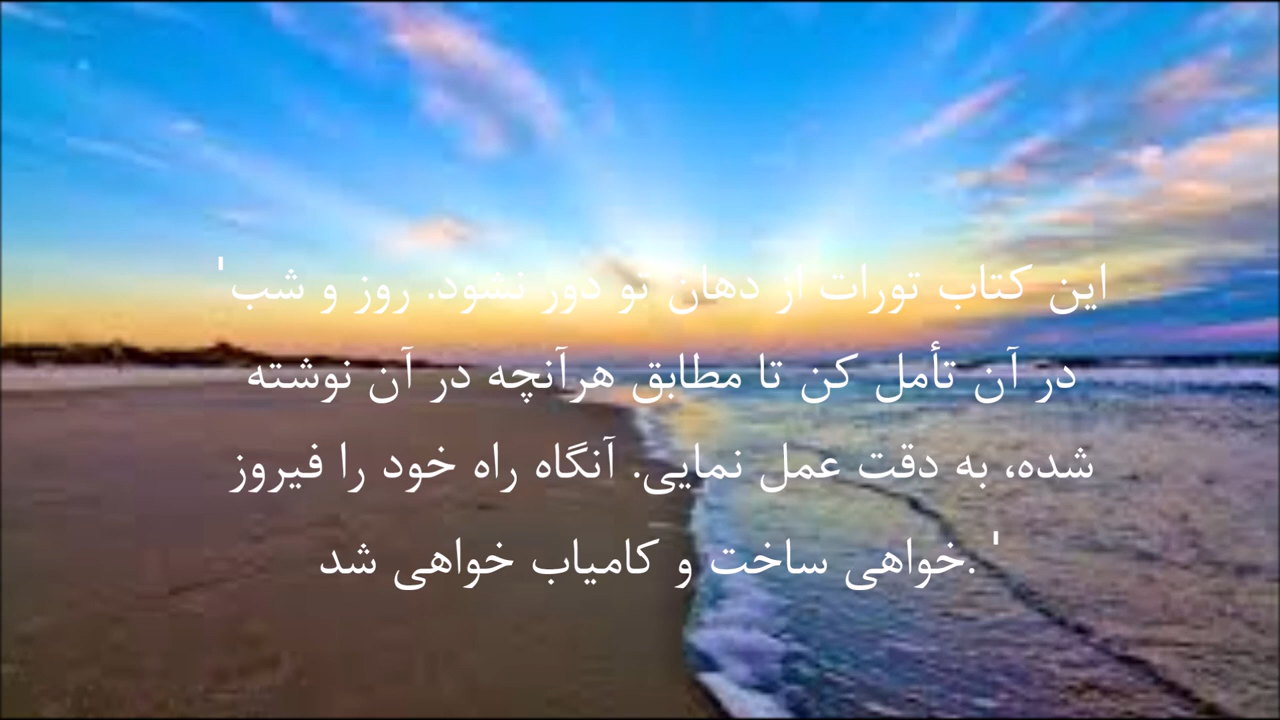 این کتاب تورات از دهان تو دور نشود. روز و شب'
در آن تأمل کن تا مطابق هرآنچه در آن نوشته
شده، به دقت عمل نمایی. آنگاه راه خود را فیروز
خواهی ساخت و کامیاب خواهی شد. '